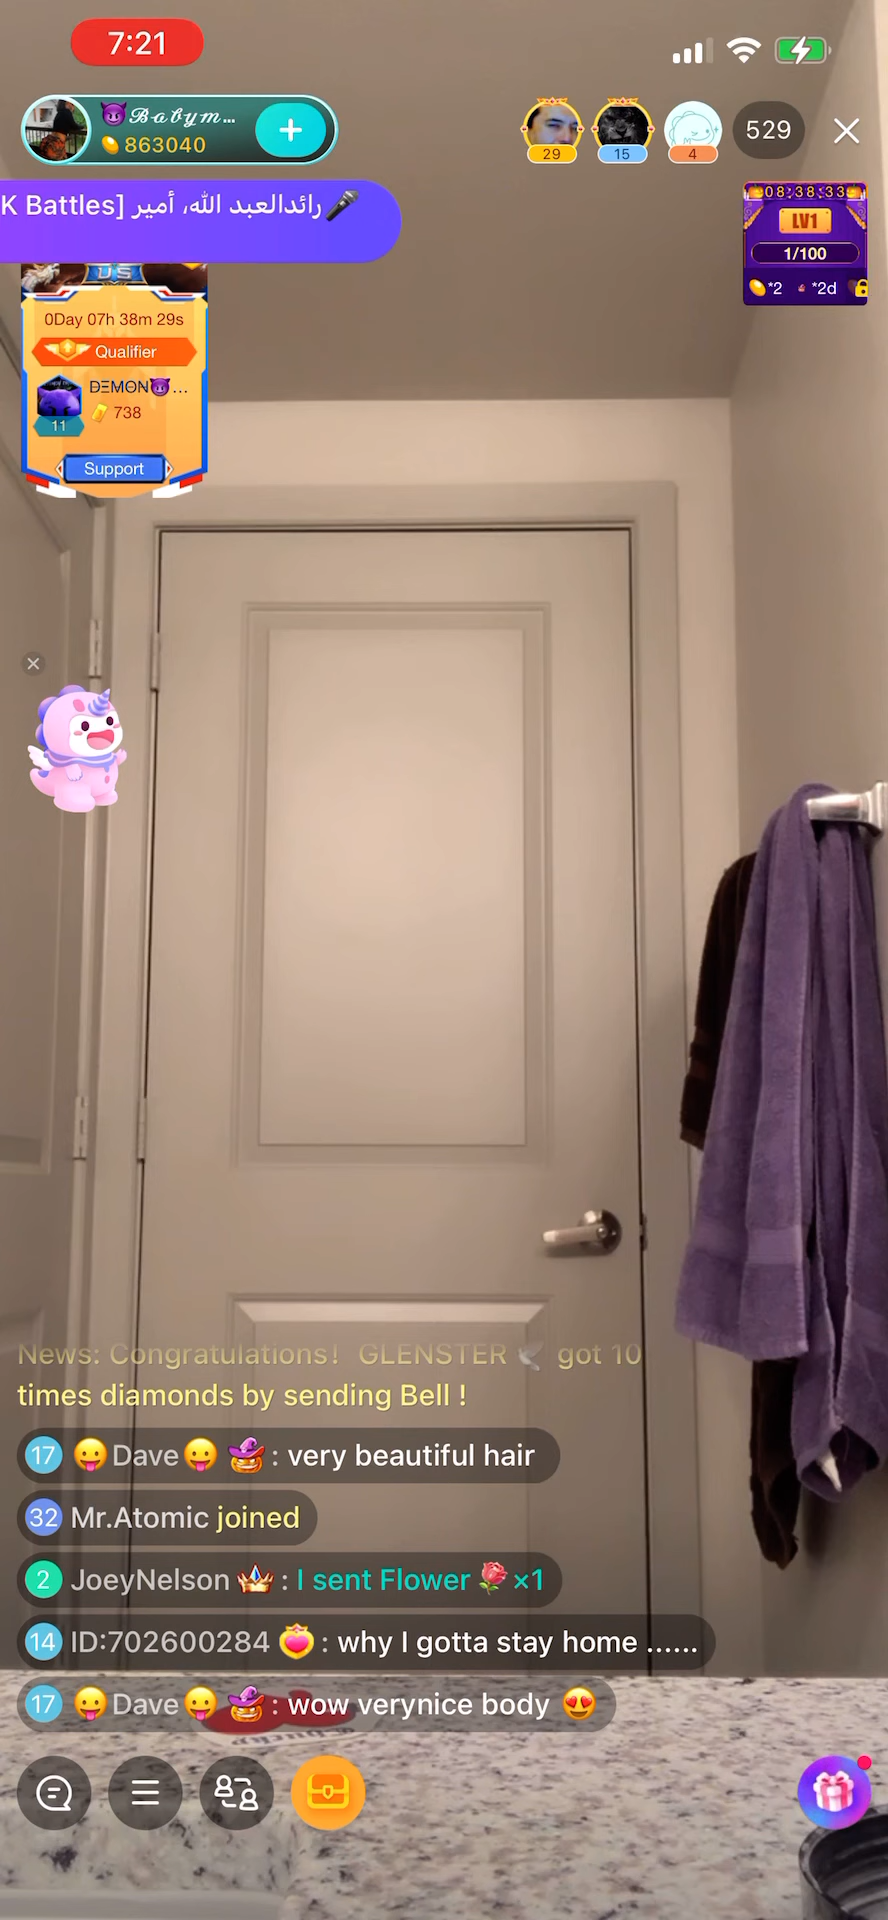 7:21
😈ℬ𝒶𝒷𝓎𝓂...
863040
29
15
4
529
K Battles] رائدالعبد الله، أمير🎤
08:38:33
LV1
1/100
*2 *2d
US
0Day 07h 38m 29s
Qualifier
DΞMON😈...
738
11
Support
News: Congratulations! GLENSTER🕊 got 10
times diamonds by sending Bell !
17 😛Dave😛 : very beautiful hair
32 Mr.Atomic joined
2 JoeyNelson : I sent Flower 🌹×1
14 ID:702600284 : why I gotta stay home ......
17 😛Dave😛 : wow verynice body 😍